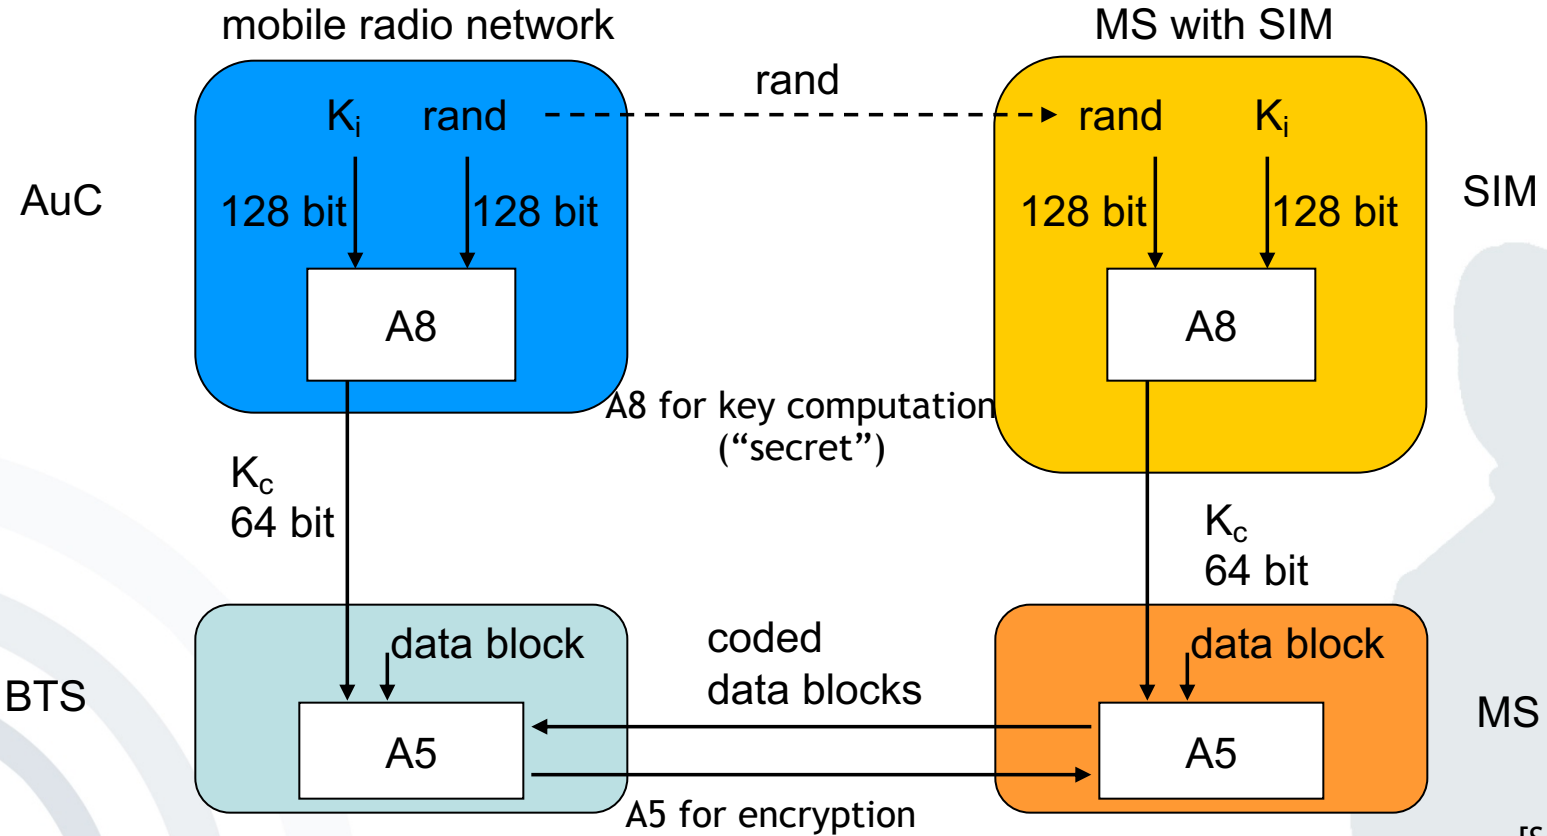 mobile radio network
MS with SIM
rand
Kᵢ rand
rand Kᵢ
AuC
128 bit 128 bit
128 bit 128 bit
SIM
A8
A8
A8 for key computation
(“secret”)
K꜀
64 bit
K꜀
64 bit
BTS
data block
coded
data blocks
data block
MS
A5
A5
A5 for encryption